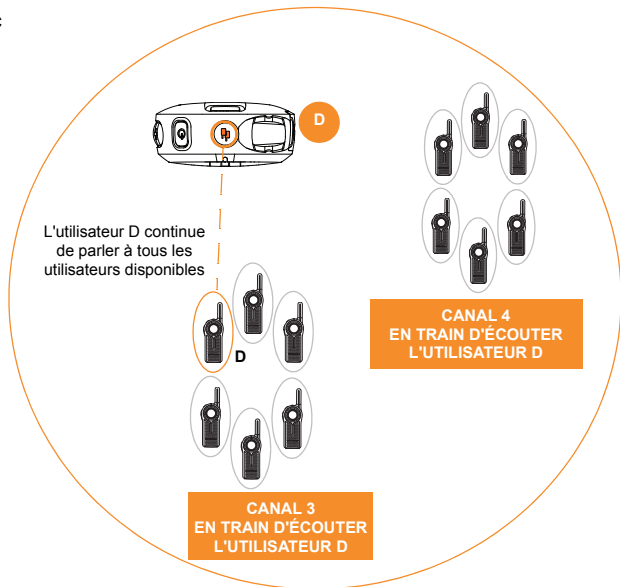 D
L'utilisateur D continue
de parler à tous les
utilisateurs disponibles
D
CANAL 4
EN TRAIN D'ÉCOUTER
L'UTILISATEUR D
CANAL 3
EN TRAIN D'ÉCOUTER
L'UTILISATEUR D